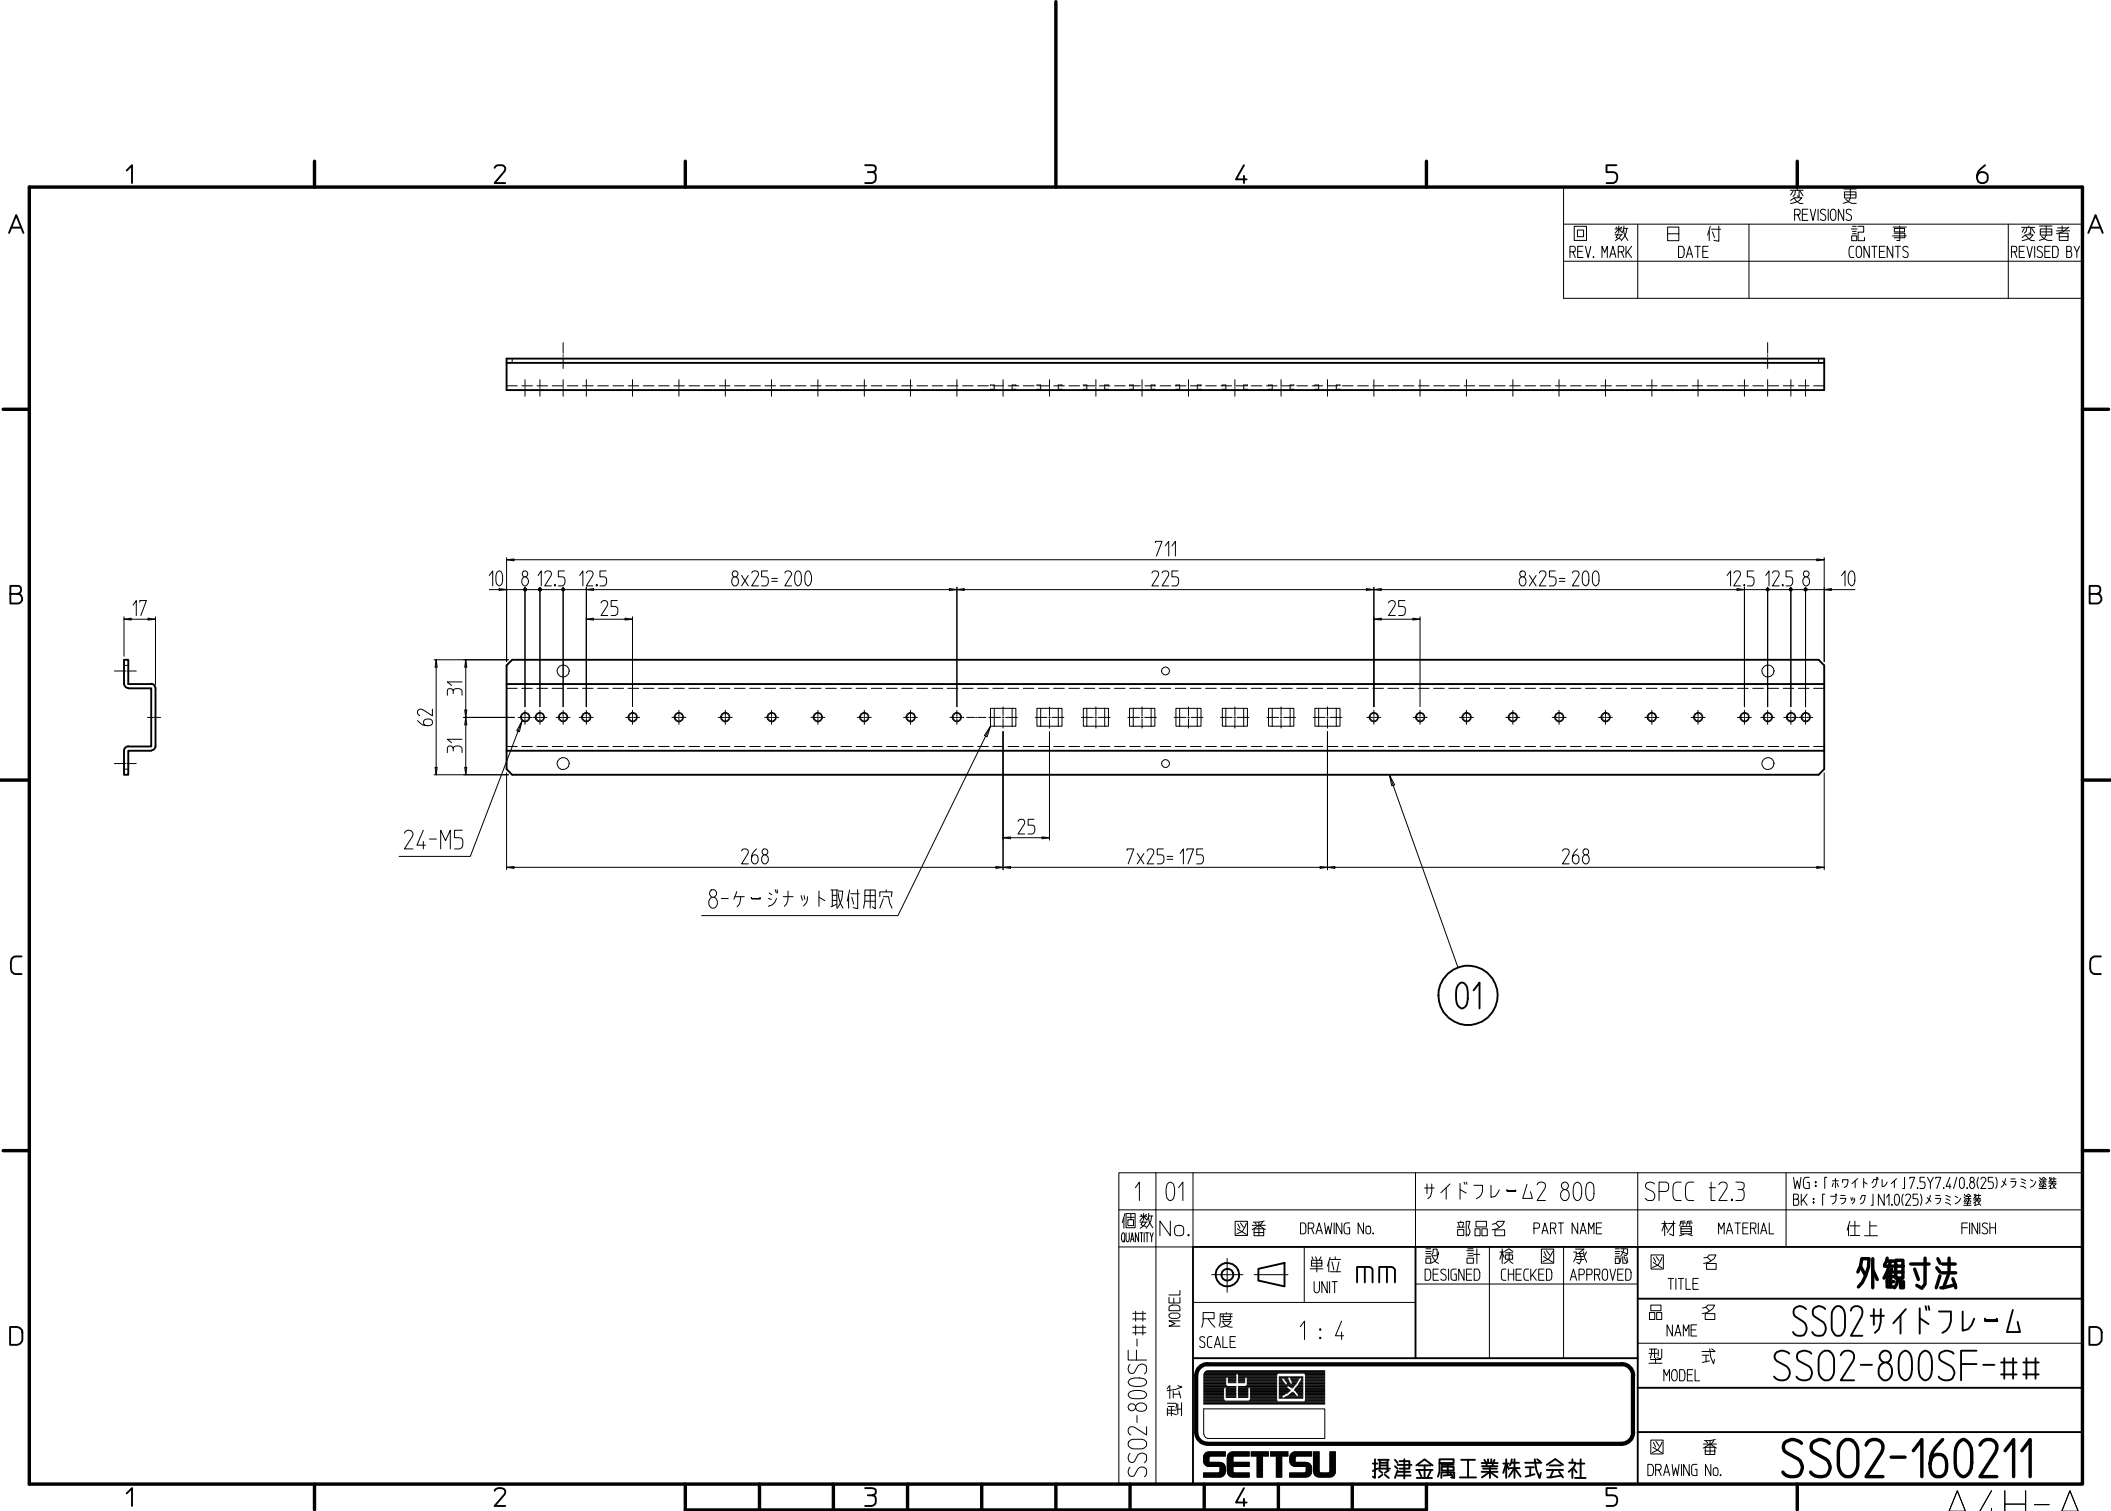 1 2 3 4 5 6
A A
変 更
REVISIONS
回 数 日 付 記 事 変更者
REV. MARK DATE CONTENTS REVISED BY
711
10 8 12.5 12.5 8x25=200 225 8x25=200 12.5 12.5 8 10
B B
17 25 25
31
62
31
24-M5
25
268 7x25=175 268
8-ケージナット取付用穴
C C
01
1 01 サイドフレーム2 800 SPCC t2.3
WG:「ホワイトグレイ」7.5Y7.4/0.8(25)メラミン塗装
BK:「ブラック」N1.0(25)メラミン塗装
個数
QUANTITY
No. 図番 DRAWING No. 部品名 PART NAME 材質 MATERIAL 仕上 FINISH
SS02-800SF-##
MODEL
型式
単位
UNIT
mm
設 計 検 図 承 認
DESIGNED CHECKED APPROVED
図 名
TITLE
外観寸法
尺度
SCALE
1 : 4
品 名
NAME
SS02サイドフレーム
D D
型 式
MODEL
SS02-800SF-##
出 図
図 番
DRAWING No.
SS02-160211
SETTSU 摂津金属工業株式会社
1 2 3 4 5